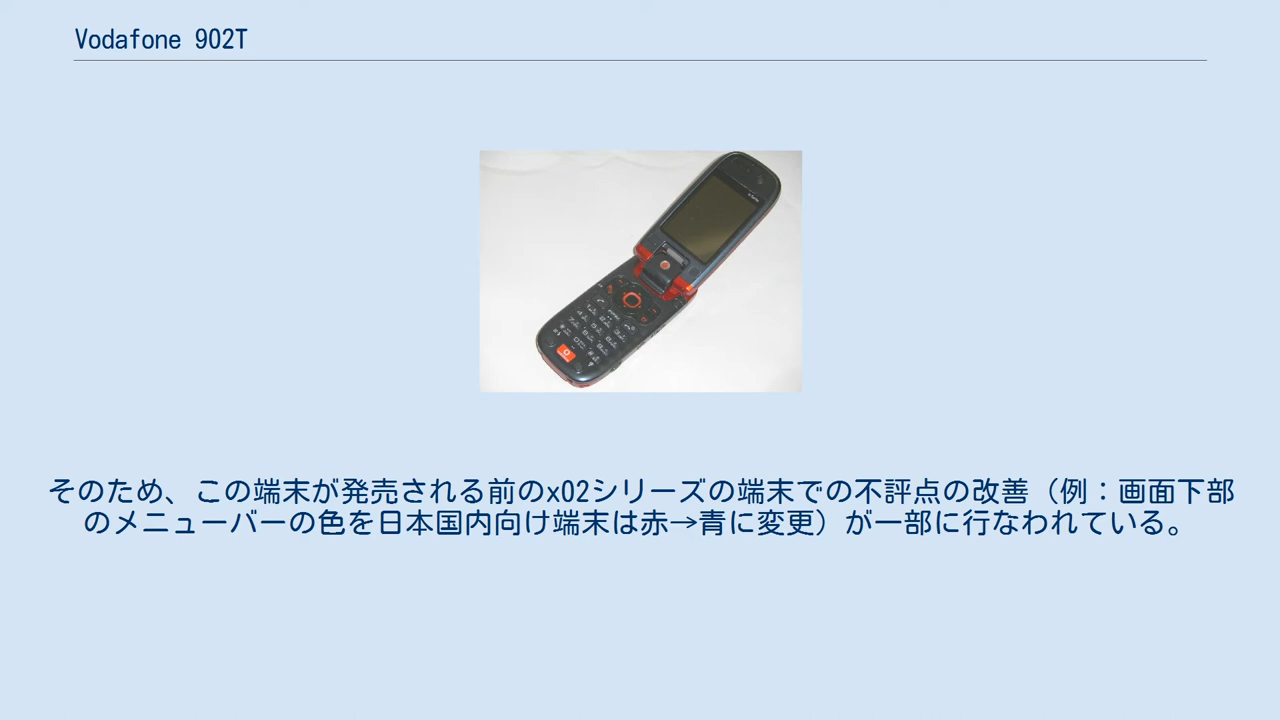 Vodafone 902T
そのため、この端末が発売される前のx02シリーズの端末での不評点の改善（例：画面下部
のメニューバーの色を日本国内向け端末は赤→青に変更）が一部に行なわれている。